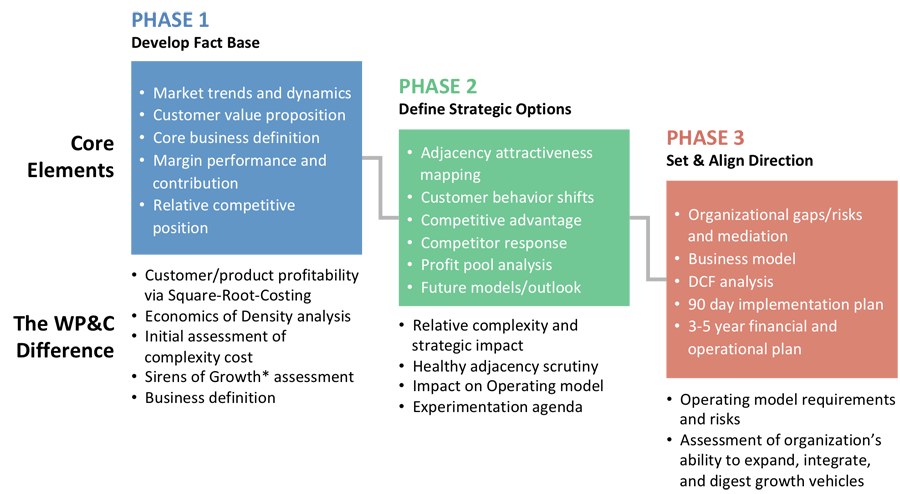 PHASE 1
Develop Fact Base
Core
Elements
• Market trends and dynamics
• Customer value proposition
• Core business definition
• Margin performance and
contribution
• Relative competitive
position
The WP&C
Difference
• Customer/product profitability
via Square-Root-Costing
• Economics of Density analysis
• Initial assessment of
complexity cost
• Sirens of Growth* assessment
• Business definition
PHASE 2
Define Strategic Options
• Adjacency attractiveness
mapping
• Customer behavior shifts
• Competitive advantage
• Competitor response
• Profit pool analysis
• Future models/outlook
• Relative complexity and
strategic impact
• Healthy adjacency scrutiny
• Impact on Operating model
• Experimentation agenda
PHASE 3
Set & Align Direction
• Organizational gaps/risks
and mediation
• Business model
• DCF analysis
• 90 day implementation plan
• 3-5 year financial and
operational plan
• Operating model requirements
and risks
• Assessment of organization’s
ability to expand, integrate,
and digest growth vehicles